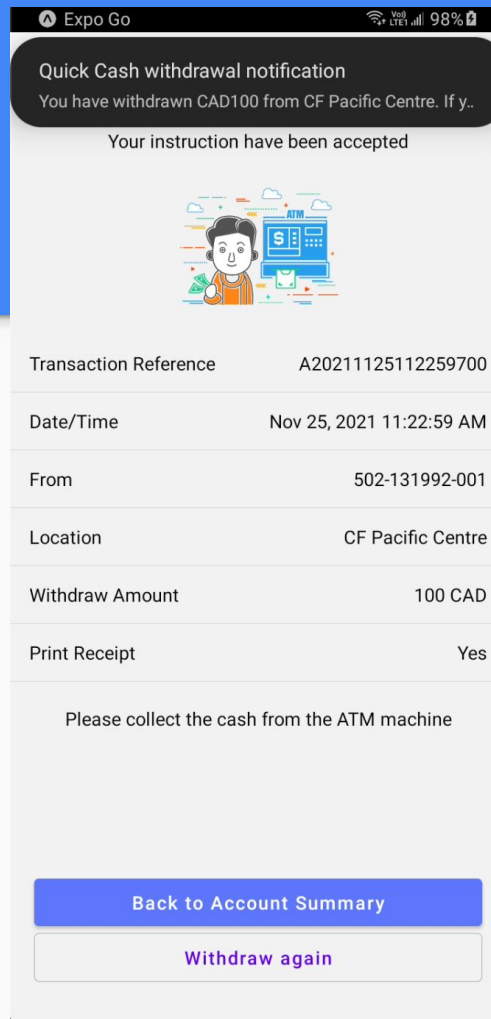 Expo Go
Vo)) LTE1 98%
Quick Cash withdrawal notification
You have withdrawn CAD100 from CF Pacific Centre. If y..
Your instruction have been accepted
ATM
$
Transaction Reference A20211125112259700
Date/Time Nov 25, 2021 11:22:59 AM
From 502-131992-001
Location CF Pacific Centre
Withdraw Amount 100 CAD
Print Receipt Yes
Please collect the cash from the ATM machine
Back to Account Summary
Withdraw again